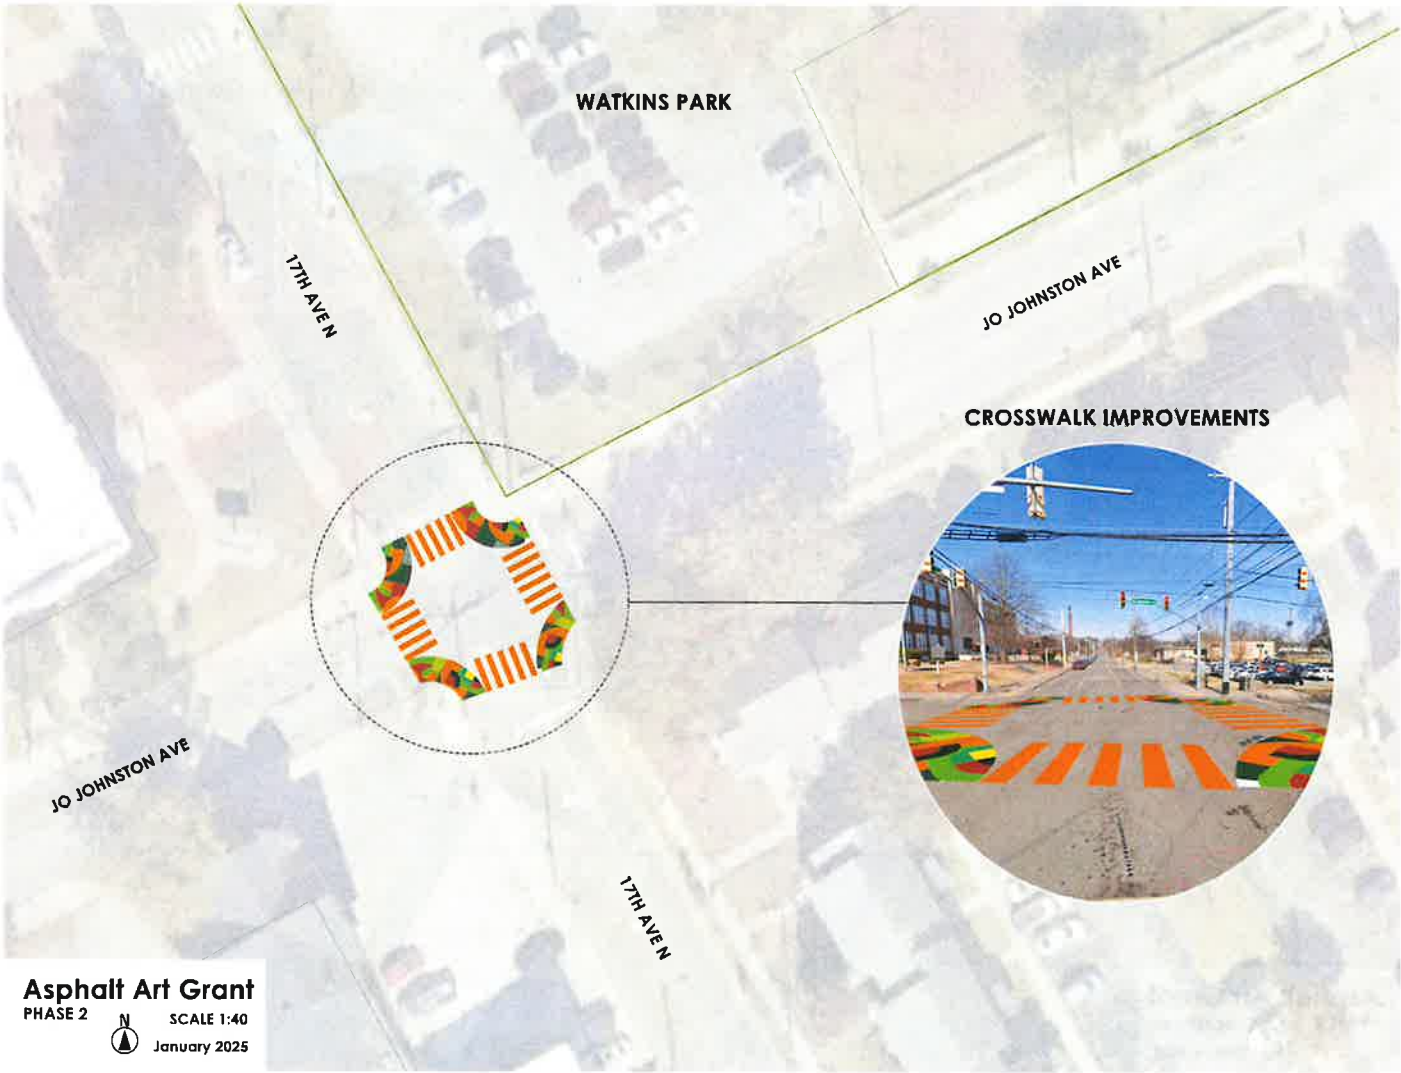 WATKINS PARK
17TH AVE N
JO JOHNSTON AVE
CROSSWALK IMPROVEMENTS
JO JOHNSTON AVE
17TH AVE N
Asphalt Art Grant
PHASE 2
N
SCALE 1:40
January 2025